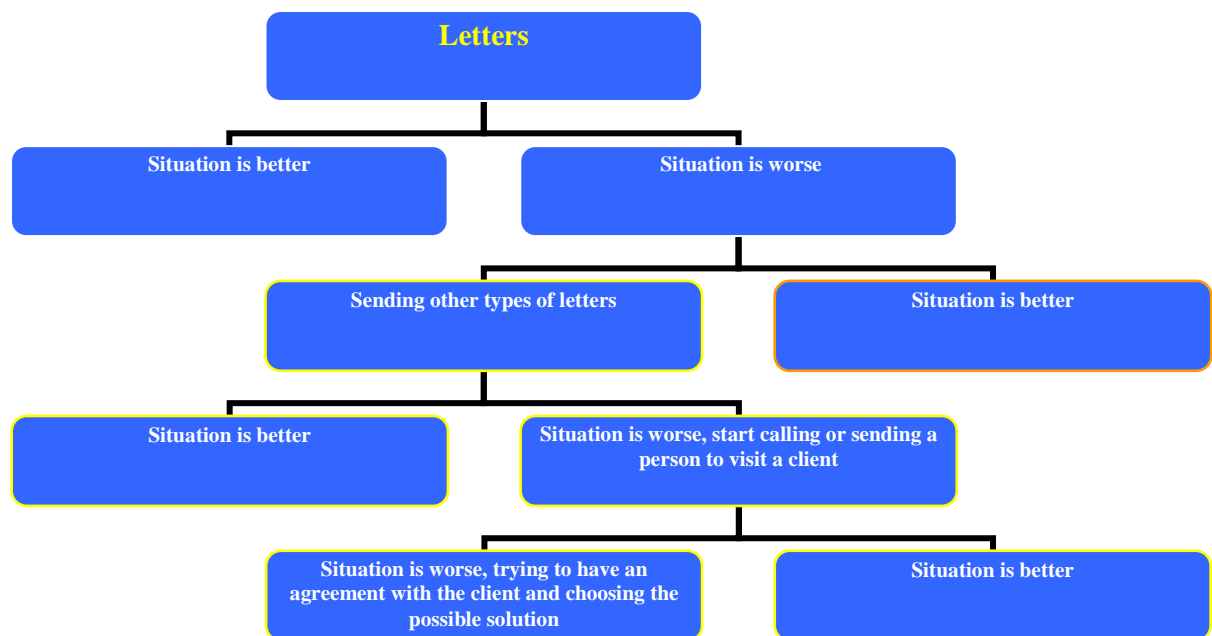 Letters
Situation is better
Situation is worse
Sending other types of letters
Situation is better
Situation is better
Situation is worse, start calling or sending a
person to visit a client
Situation is worse, trying to have an
agreement with the client and choosing the
possible solution
Situation is better